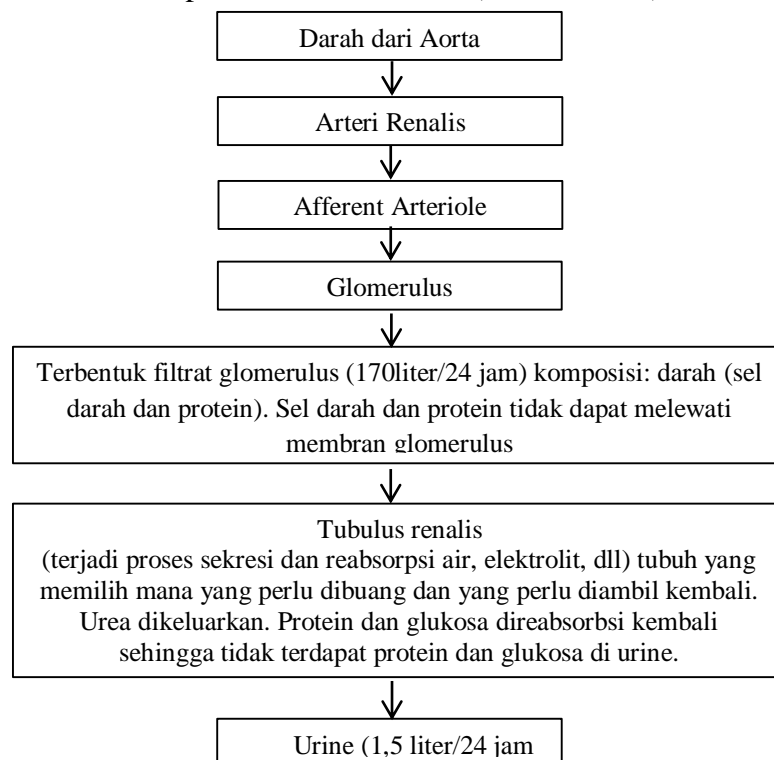 Darah dari Aorta
Arteri Renalis
Afferent Arteriole
Glomerulus
Terbentuk filtrat glomerulus (170liter/24 jam) komposisi: darah (sel
darah dan protein). Sel darah dan protein tidak dapat melewati
membran glomerulus
Tubulus renalis
(terjadi proses sekresi dan reabsorpsi air, elektrolit, dll) tubuh yang
memilih mana yang perlu dibuang dan yang perlu diambil kembali.
Urea dikeluarkan. Protein dan glukosa direabsorbsi kembali
sehingga tidak terdapat protein dan glukosa di urine.
Urine (1,5 liter/24 jam